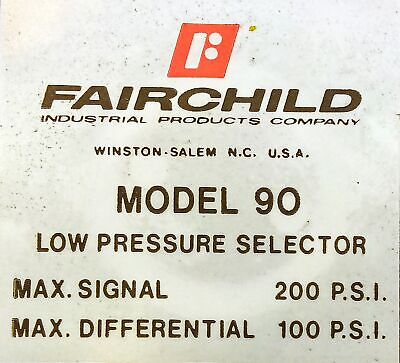 FAIRCHILD
INDUSTRIAL PRODUCTS COMPANY
WINSTON-SALEM N.C. U.S.A.
MODEL 90
LOW PRESSURE SELECTOR
MAX. SIGNAL 200 P.S.I.
MAX. DIFFERENTIAL 100 P.S.I.